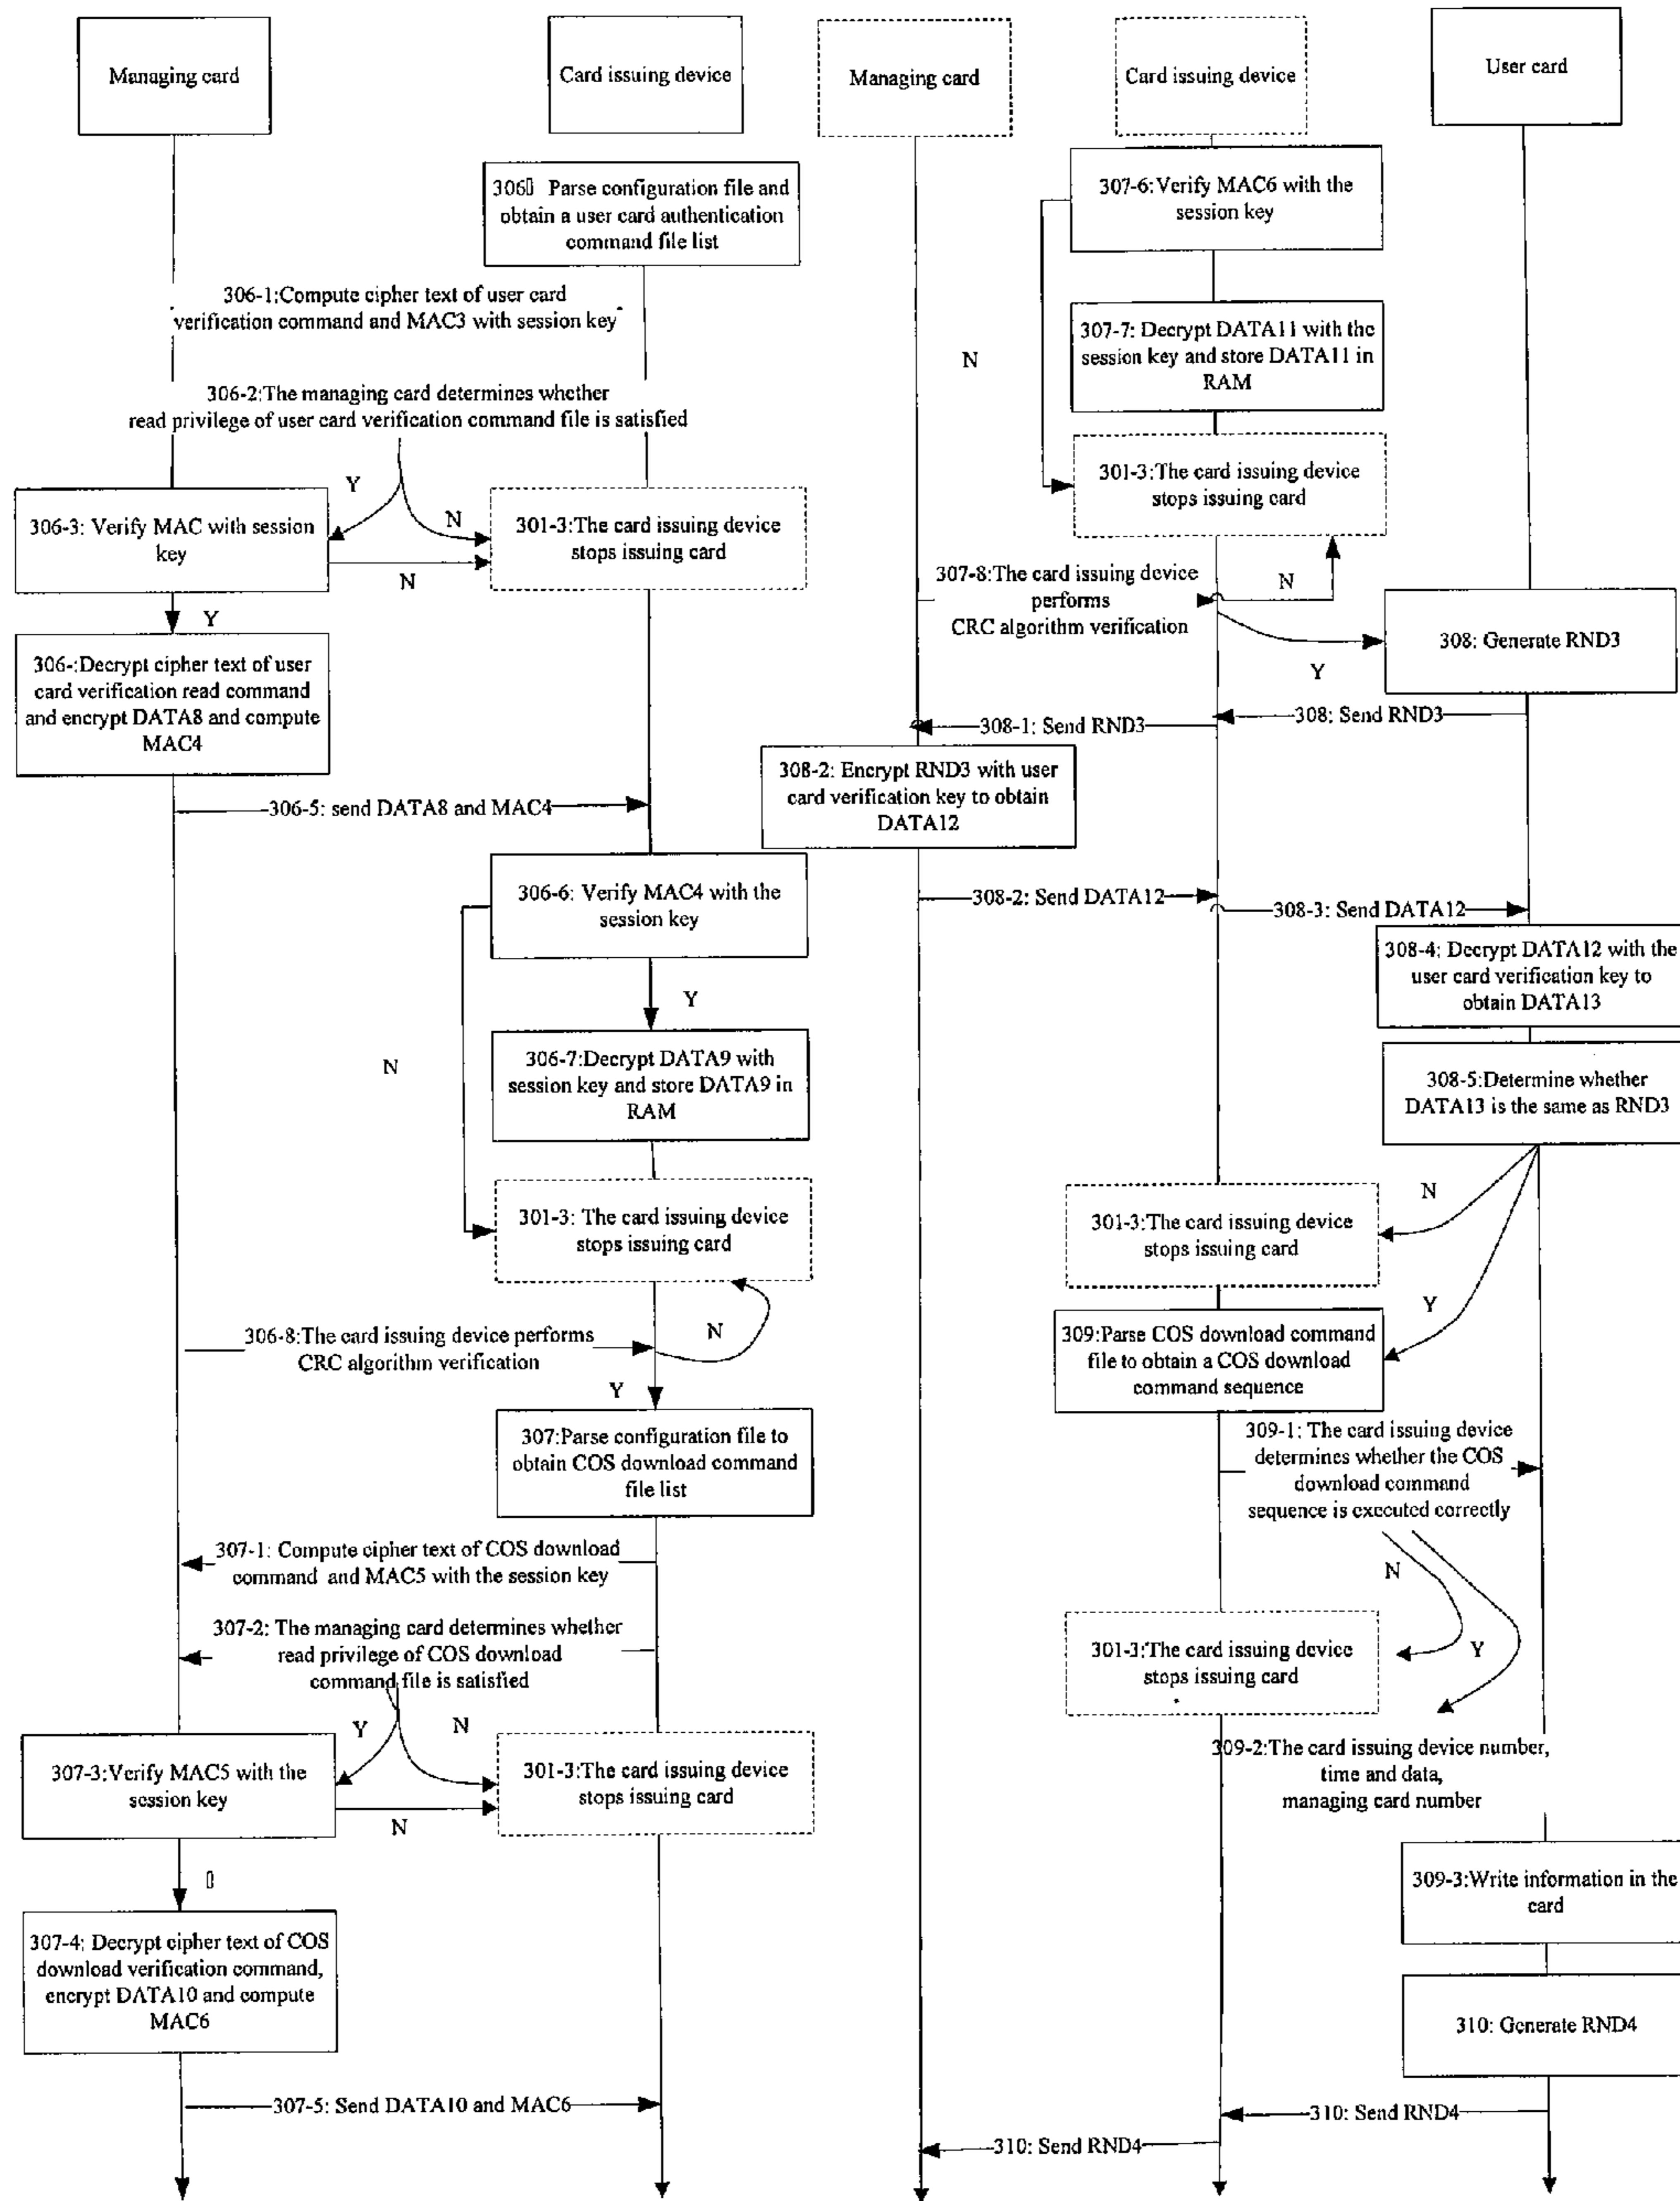 Managing card
Card issuing device
306▯ Parse configuration file and
obtain a user card authentication
command file list
306-1:Compute cipher text of user card
verification command and MAC3 with session key
306-2:The managing card determines whether
read privilege of user card verification command file is satisfied
Y
N
306-3: Verify MAC with session
key
N
301-3:The card issuing device
stops issuing card
Y
306-:Decrypt cipher text of user
card verification read command
and encrypt DATA8 and compute
MAC4
306-5: send DATA8 and MAC4
306-6: Verify MAC4 with the
session key
Y
N
306-7:Decrypt DATA9 with
session key and store DATA9 in
RAM
301-3: The card issuing device
stops issuing card
306-8:The card issuing device performs
CRC algorithm verification
N
Y
307:Parse configuration file to
obtain COS download command
file list
307-1: Compute cipher text of COS download
command and MAC5 with the session key
307-2: The managing card determines whether
read privilege of COS download
command file is satisfied
Y
N
307-3:Verify MAC5 with the
session key
N
301-3:The card issuing device
stops issuing card
▯
307-4: Decrypt cipher text of COS
download verification command,
encrypt DATA10 and compute
MAC6
307-5: Send DATA10 and MAC6
Managing card
Card issuing device
User card
307-6:Verify MAC6 with the
session key
N
307-7: Decrypt DATA11 with the
session key and store DATA11 in
RAM
301-3:The card issuing device
stops issuing card
307-8:The card issuing device
performs
CRC algorithm verification
N
Y
308: Generate RND3
308: Send RND3
308-1: Send RND3
308-2: Encrypt RND3 with user
card verification key to obtain
DATA12
308-2: Send DATA12
308-3: Send DATA12
308-4: Decrypt DATA12 with the
user card verification key to
obtain DATA13
308-5:Determine whether
DATA13 is the same as RND3
N
301-3:The card issuing device
stops issuing card
Y
309:Parse COS download command
file to obtain a COS download
command sequence
309-1: The card issuing device
determines whether the COS
download command
sequence is executed correctly
N
Y
301-3:The card issuing device
stops issuing card
309-2:The card issuing device number,
time and data,
managing card number
309-3:Write information in the
card
310: Generate RND4
310: Send RND4
310: Send RND4